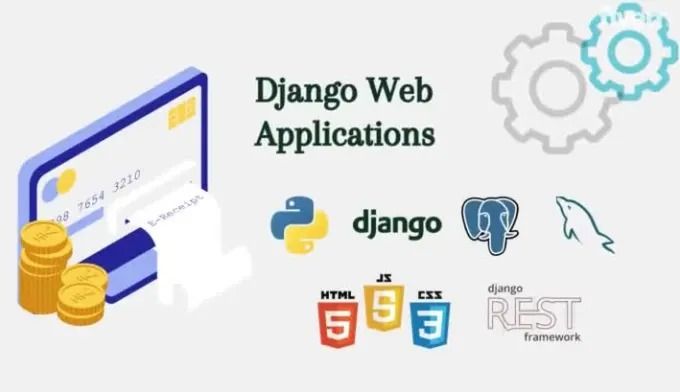 Django Web
Applications
98 7654 3210
E-Receipt
django
HTML
5
JS
5
CSS
3
django
REST
framework